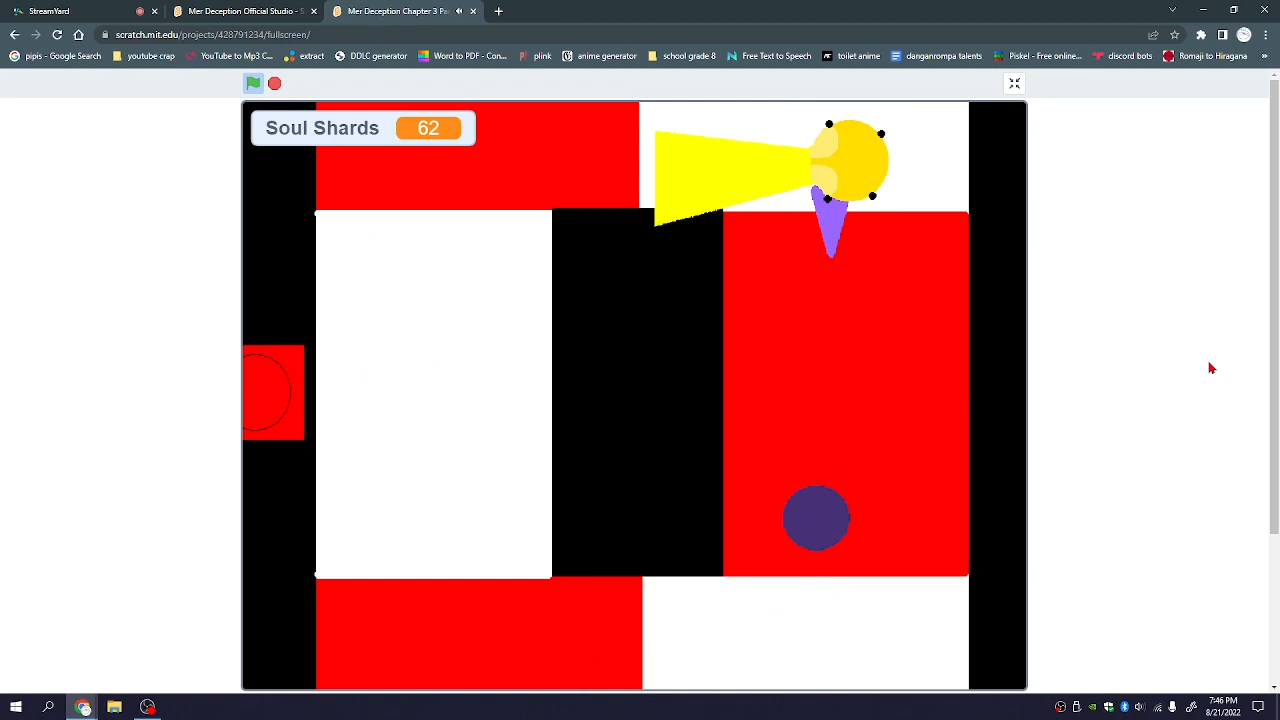 StreamYard
Mer Deception Official Soul S
Mer Deception Chapter 3 Pa
scratch.mit.edu/projects/428791234/fullscreen/
Pings - Google Search
youtube crap
YouTube to Mp3 C...
extract
DDLC generator
Word to PDF - Con...
plink
anime generator
school grade 8
Free Text to Speech
toilet anime
danganronpa talents
Piskel - Free online...
discord bots
Romaji to Hiragana
Soul Shards 62
7:46 PM
8/21/2022